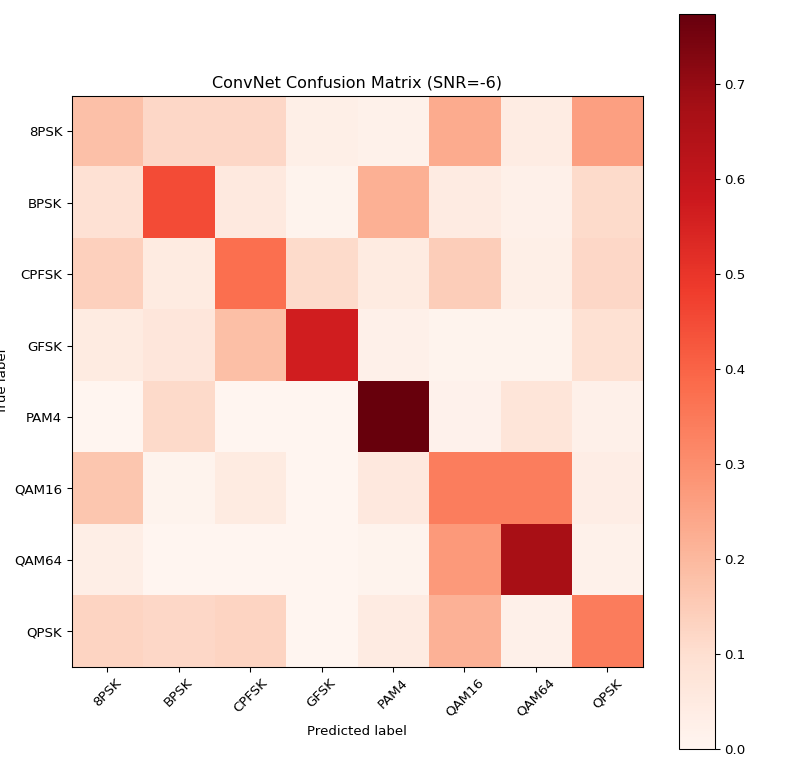 ConvNet Confusion Matrix (SNR=-6)
8PSK
BPSK
CPFSK
GFSK
PAM4
QAM16
QAM64
QPSK
8PSK
BPSK
CPFSK
GFSK
PAM4
QAM16
QAM64
QPSK
Predicted label
0.7
0.6
0.5
0.4
0.3
0.2
0.1
0.0